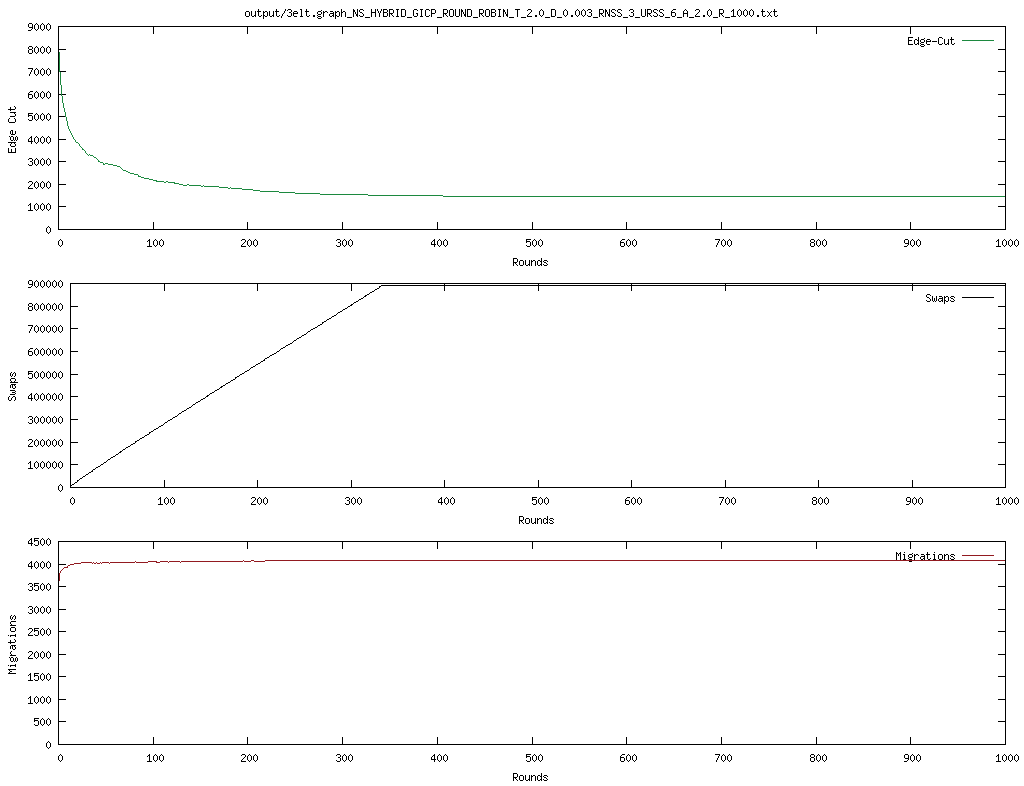 output/3elt.graph_NS_HYBRID_GICP_ROUND_ROBIN_T_2.0_D_0.003_RNSS_3_URSS_6_A_2.0_R_1000.txt
9000
8000
7000
6000
5000
4000
3000
2000
1000
0
Edge Cut
Edge-Cut
0 100 200 300 400 500 600 700 800 900 1000
Rounds
900000
800000
700000
600000
500000
400000
300000
200000
100000
0
Swaps
Swaps
0 100 200 300 400 500 600 700 800 900 1000
Rounds
4500
4000
3500
3000
2500
2000
1500
1000
500
0
Migrations
Migrations
0 100 200 300 400 500 600 700 800 900 1000
Rounds